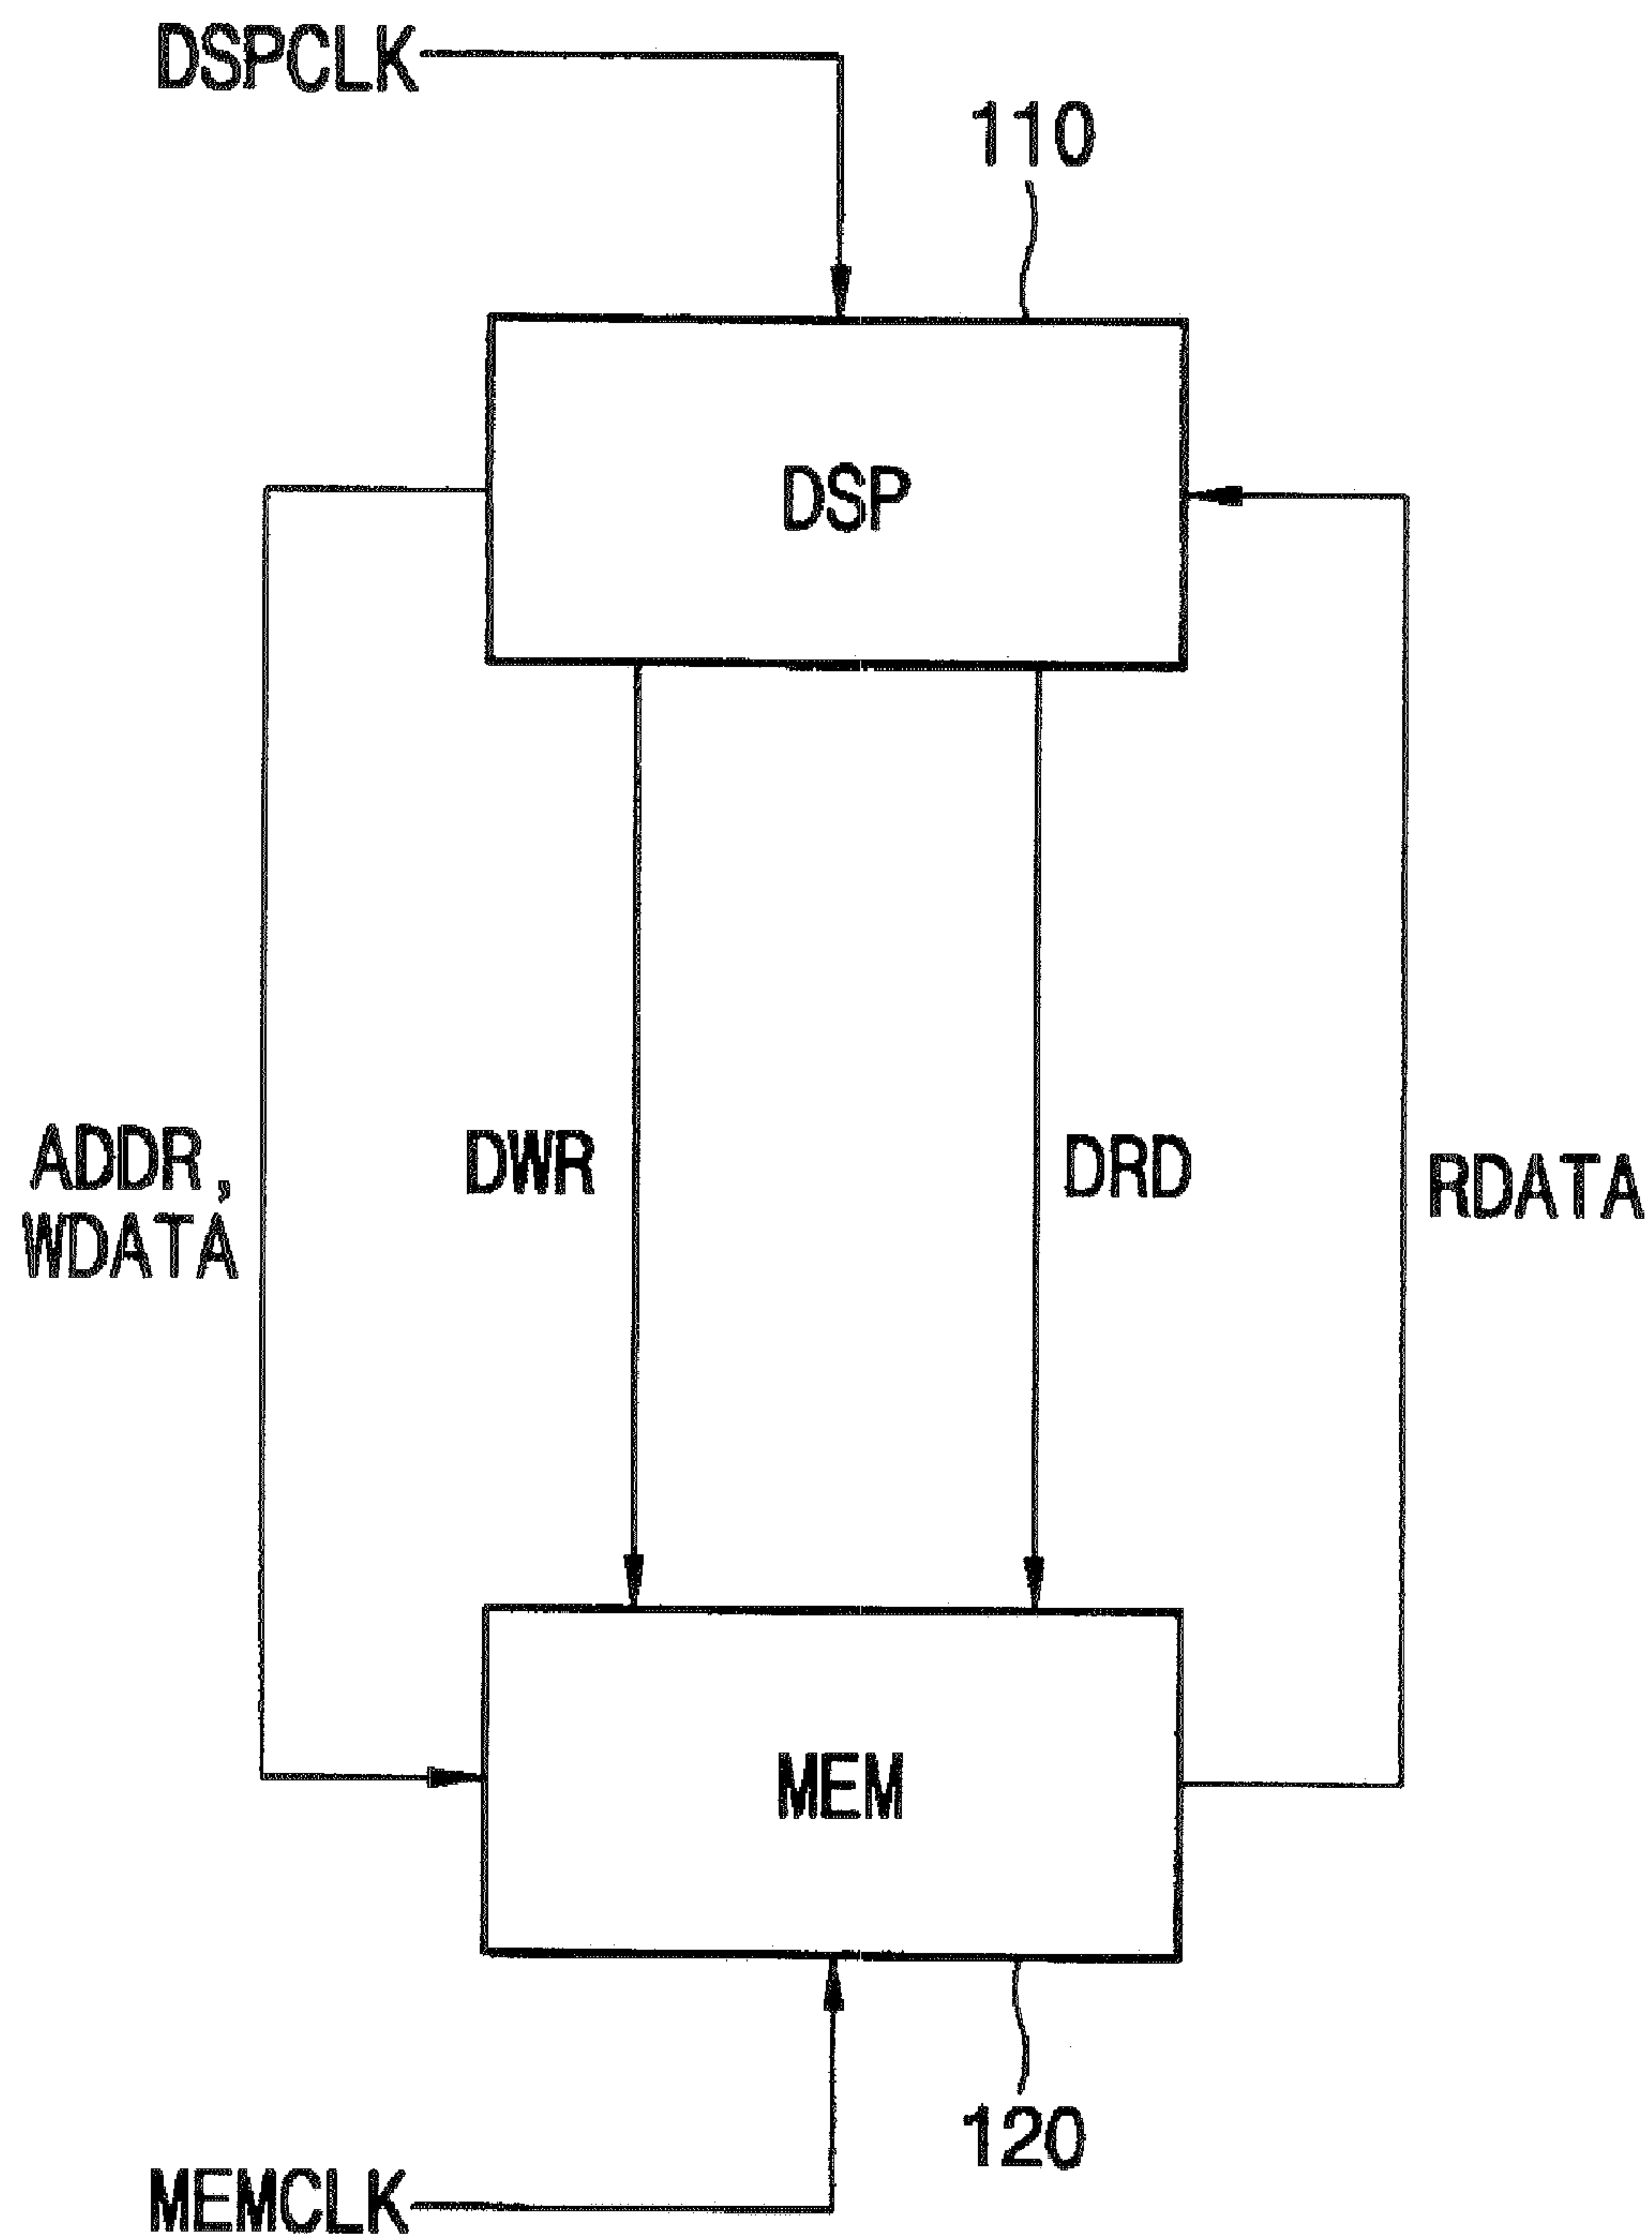 DSPCLK
110
DSP
ADDR,
WDATA
DWR
DRD
RDATA
MEM
120
MEMCLK